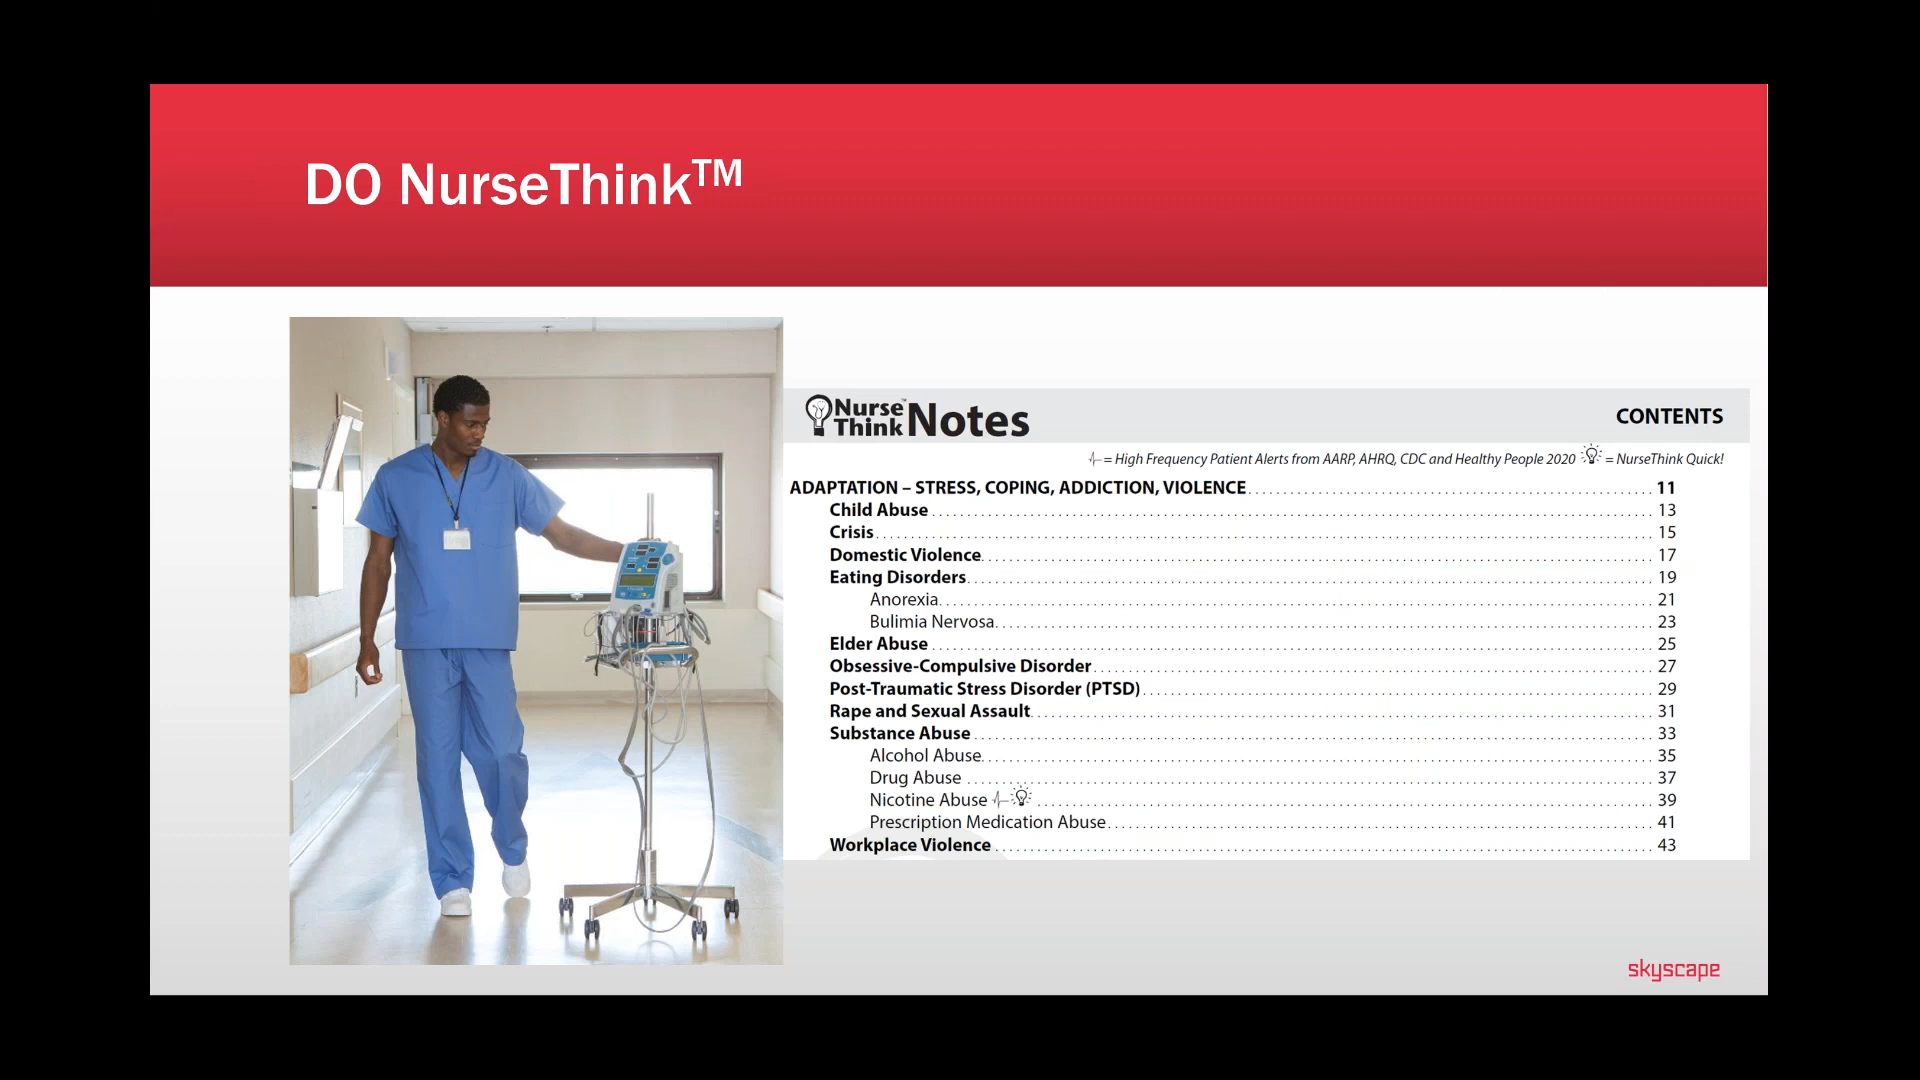 DO NurseThink™
Nurse Think™ Notes
CONTENTS
= High Frequency Patient Alerts from AARP, AHRQ, CDC and Healthy People 2020 = NurseThink Quick!
ADAPTATION – STRESS, COPING, ADDICTION, VIOLENCE 11
Child Abuse 13
Crisis 15
Domestic Violence 17
Eating Disorders 19
Anorexia 21
Bulimia Nervosa 23
Elder Abuse 25
Obsessive-Compulsive Disorder 27
Post-Traumatic Stress Disorder (PTSD) 29
Rape and Sexual Assault 31
Substance Abuse 33
Alcohol Abuse 35
Drug Abuse 37
Nicotine Abuse 39
Prescription Medication Abuse 41
Workplace Violence 43
skyscape